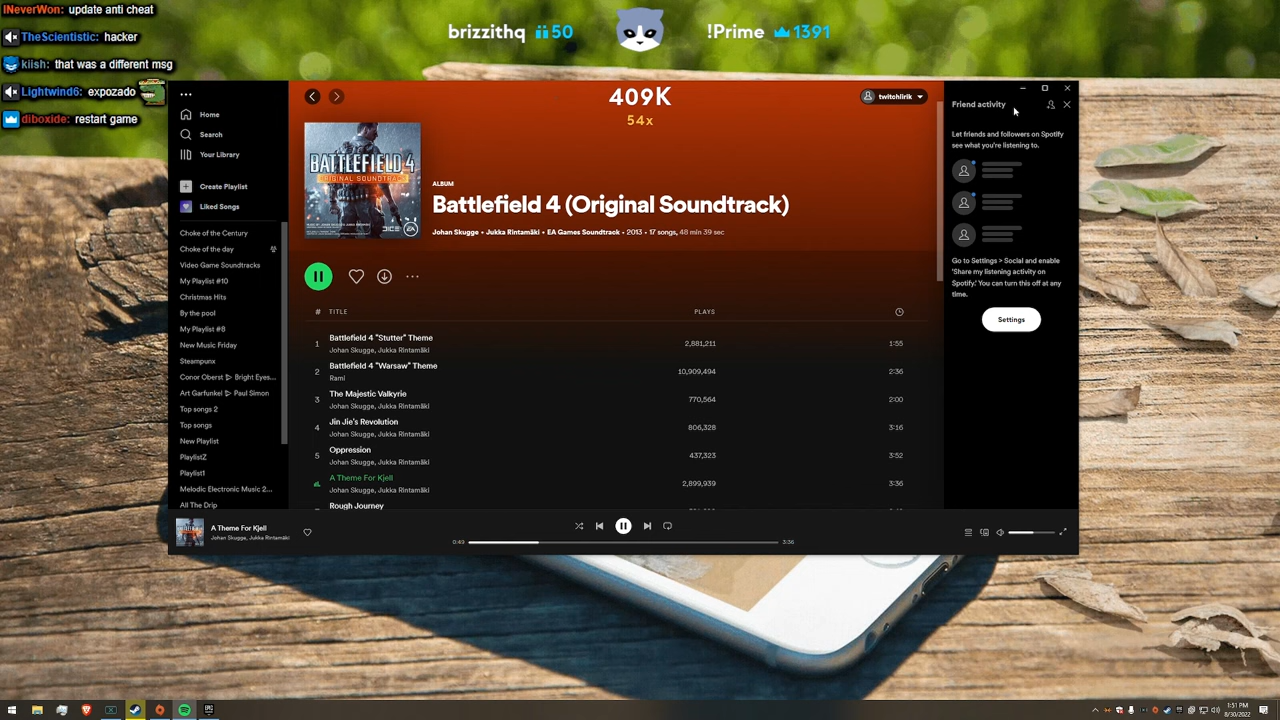 INeverWon: update anti cheat
TheScientistic: hacker
kiish: that was a different msg
Lightwind6: expozado
diboxide: restart game
brizzithq 50
!Prime 1391
Home
Search
Your Library
Create Playlist
Liked Songs
Choke of the Century
Choke of the day
Video Game Soundtracks
My Playlist #10
Christmas Hits
By the pool
My Playlist #8
New Music Friday
Steampunx
Conor Oberst ⫸ Bright Eyes...
Art Garfunkel ⫸ Paul Simon
Top songs 2
Top songs
New Playlist
PlaylistZ
Playlist1
Melodic Electronic Music 2...
All The Drip
409K
54x
twitchlirik
BATTLEFIELD 4
ORIGINAL SOUNDTRACK
DICE EA
ALBUM
Battlefield 4 (Original Soundtrack)
Johan Skugge • Jukka Rintamäki • EA Games Soundtrack • 2013 • 17 songs, 48 min 39 sec
# TITLE PLAYS
1 Battlefield 4 "Stutter" Theme 2,881,211 1:55
Johan Skugge, Jukka Rintamäki
2 Battlefield 4 "Warsaw" Theme 10,909,494 2:36
Rami
3 The Majestic Valkyrie 770,564 2:00
Johan Skugge, Jukka Rintamäki
4 Jin Jie's Revolution 806,328 3:16
Johan Skugge, Jukka Rintamäki
5 Oppression 437,323 3:52
Johan Skugge, Jukka Rintamäki
A Theme For Kjell 2,899,939 3:36
Johan Skugge, Jukka Rintamäki
Rough Journey
Friend activity
Let friends and followers on Spotify
see what you're listening to.
Go to Settings > Social and enable
'Share my listening activity on
Spotify.' You can turn this off at any
time.
Settings
A Theme For Kjell
Johan Skugge, Jukka Rintamäki
0:49 3:36
1:51 PM
8/30/2022